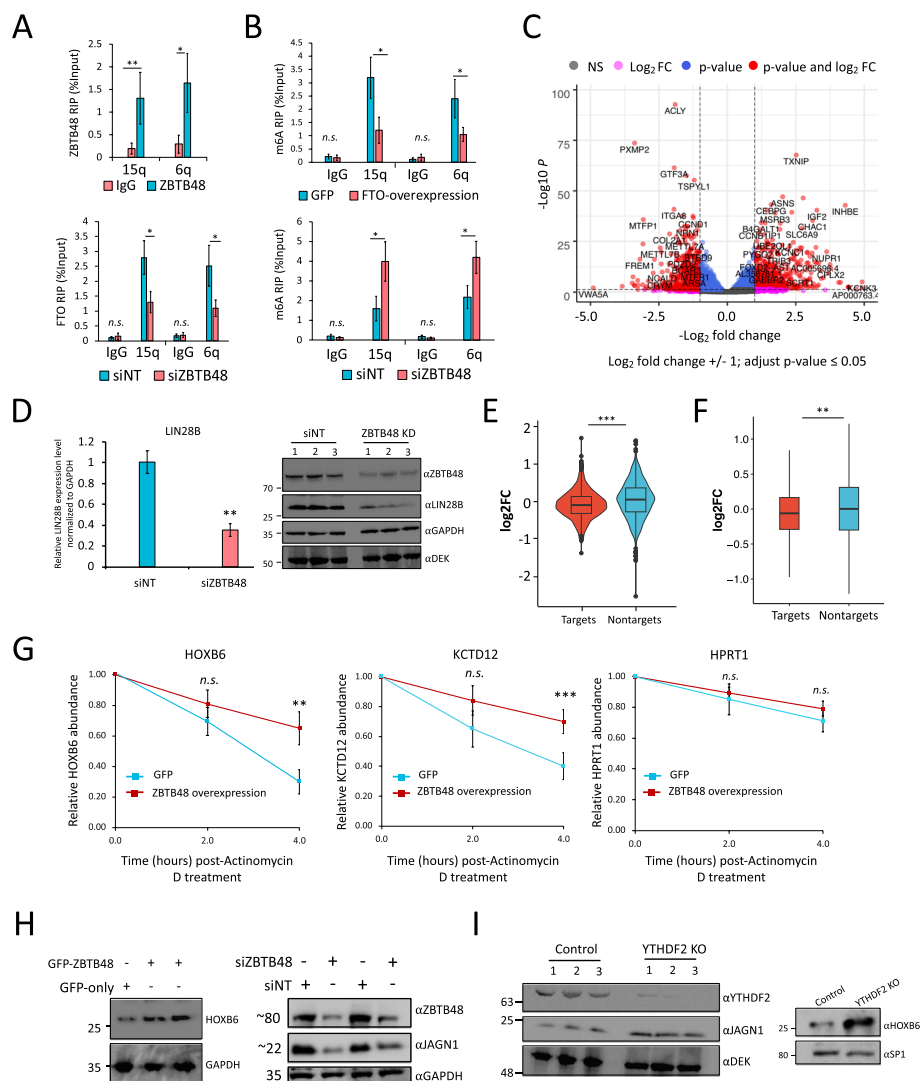 A
ZBTB48 RIP (%Input)
2.5
2
1.5
1
0.5
0
**
*
15q
6q
IgG
ZBTB48
FTO RIP (%Input)
4
3.5
3
2.5
2
1.5
1
0.5
0
n.s.
*
n.s.
*
IgG
15q
IgG
6q
siNT
siZBTB48
B
m6A RIP (%Input)
4.5
4
3.5
3
2.5
2
1.5
1
0.5
0
n.s.
*
n.s.
*
IgG
15q
IgG
6q
GFP
FTO-overexpression
m6A RIP (%Input)
6
5
4
3
2
1
0
n.s.
*
n.s.
*
IgG
15q
IgG
6q
siNT
siZBTB48
C
NS
Log2 FC
p-value
p-value and log2 FC
-Log10 P
100
75
50
25
0
ACLY
PXMP2
TXNIP
GTF3A
TSPYL1
ASNS
ITGA6
CEBPG
INHBE
MTFP1
CCND1
MSRB3
IGF2
NRN1
B4GALT1
CHAC1
COL2A1
CCNB1IP1
SLC6A9
METTL7A
UBE2QL1
METTL7B
PYGO2
KCNC1
NUPR1
FREM1
CPLX2
VWA5A
KCNK3
AP000763.4
-5.0
-2.5
0.0
2.5
5.0
-Log2 fold change
Log2 fold change +/- 1; adjust p-value ≤ 0.05
D
LIN28B
Relative LIN28B expression level
normalized to GAPDH
1.2
1
0.8
0.6
0.4
0.2
0
**
siNT
siZBTB48
siNT
ZBTB48 KD
1 2 3 1 2 3
αZBTB48
70
αLIN28B
25
αGAPDH
35
αDEK
50
E
***
log2FC
2
1
0
-1
-2
Targets
Nontargets
F
**
log2FC
1.0
0.5
0.0
−0.5
−1.0
Targets
Nontargets
G
HOXB6
Relative HOXB6 abundance
1.00
0.80
0.60
0.40
0.20
0.00
n.s.
**
GFP
ZBTB48 overexpression
0.0
2.0
4.0
Time (hours) post-Actinomycin
D treatment
KCTD12
Relative KCTD12 abundance
1.00
0.80
0.60
0.40
0.20
0.00
n.s.
***
GFP
ZBTB48 overexpression
0.0
2.0
4.0
Time (hours) post-Actinomycin
D treatment
HPRT1
Relative HPRT1 abundance
1.00
0.80
0.60
0.40
0.20
0.00
n.s.
n.s.
GFP
ZBTB48 overexpression
0.0
2.0
4.0
Time (hours) post-Actinomycin
D treatment
H
GFP-ZBTB48 - + +
GFP-only + - -
HOXB6
25
GAPDH
35
siZBTB48 - + - +
siNT + - + -
αZBTB48
~80
αJAGN1
~22
αGAPDH
35
I
Control
YTHDF2 KO
1 2 3 1 2 3
αYTHDF2
63
αJAGN1
25
αDEK
48
Control
YTHDF2 KO
αHOXB6
25
αSP1
80